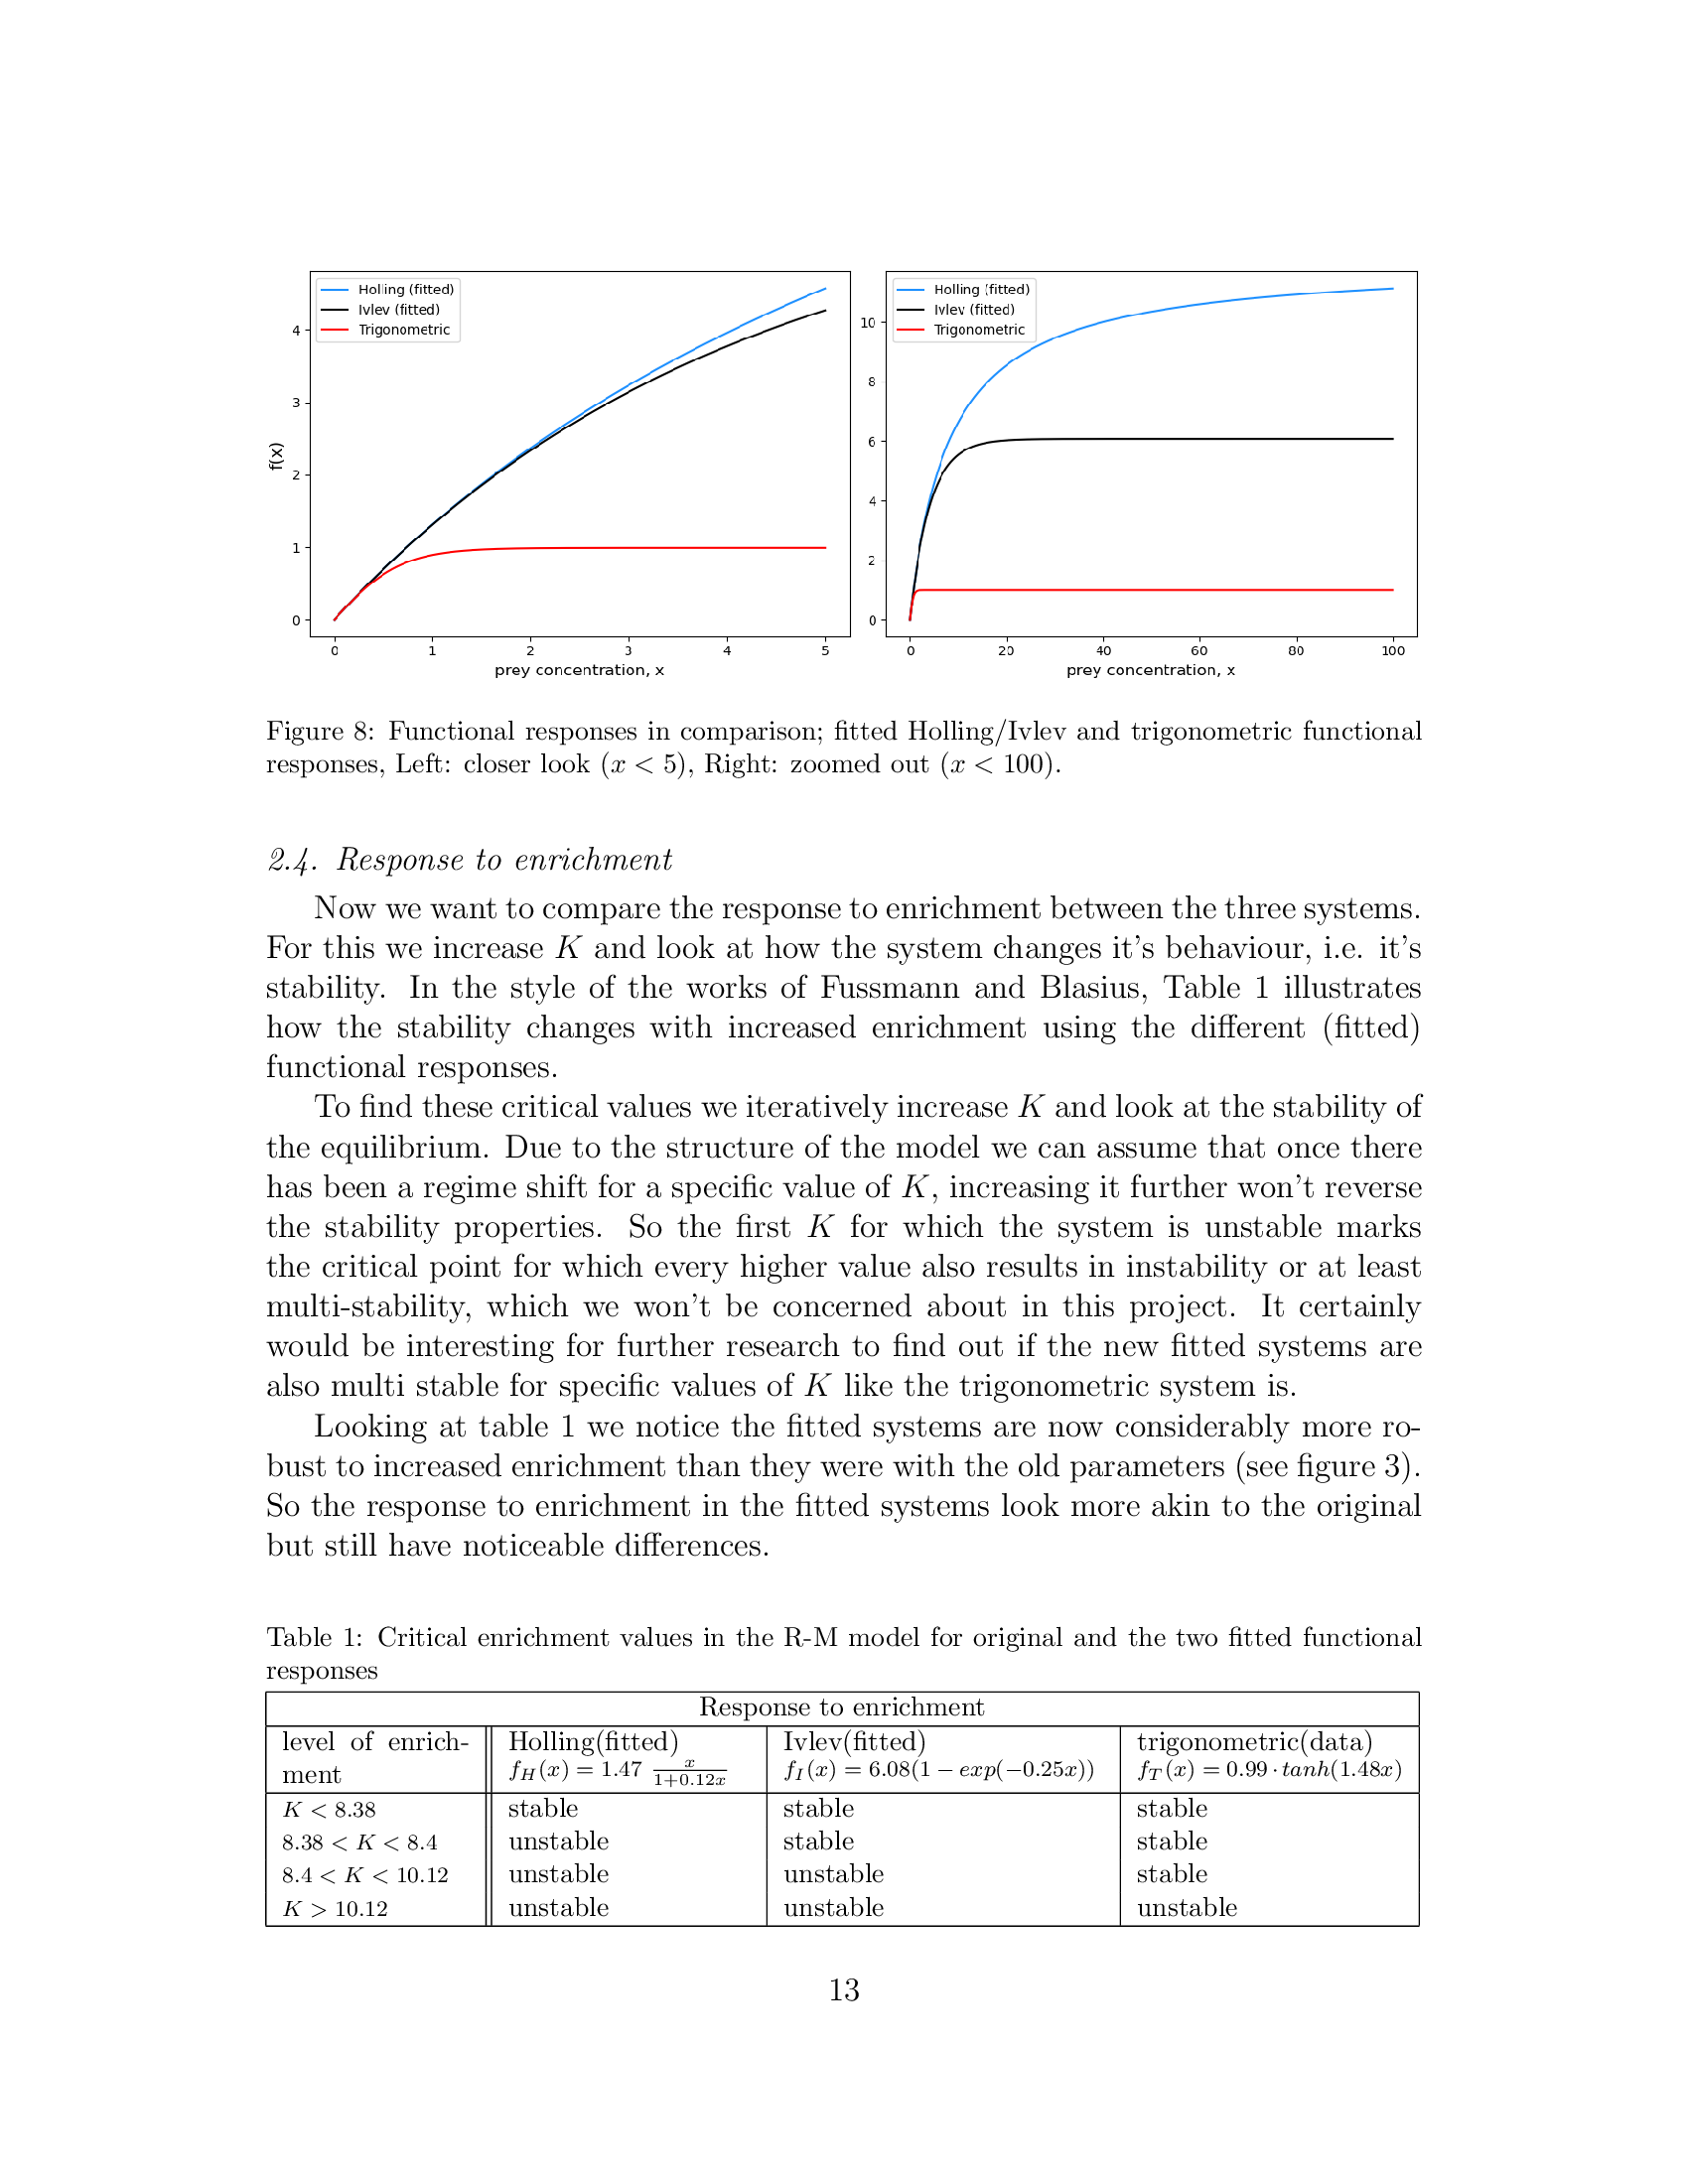 Holling (fitted)
Ivlev (fitted)
Trigonometric
4
3
2
1
0
f(x)
0 1 2 3 4 5
prey concentration, x
Holling (fitted)
Ivlev (fitted)
Trigonometric
10
8
6
4
2
0
0 20 40 60 80 100
prey concentration, x
Figure 8: Functional responses in comparison; fitted Holling/Ivlev and trigonometric functional
responses, Left: closer look (x < 5), Right: zoomed out (x < 100).
2.4. Response to enrichment
Now we want to compare the response to enrichment between the three systems.
For this we increase K and look at how the system changes it's behaviour, i.e. it's
stability. In the style of the works of Fussmann and Blasius, Table 1 illustrates
how the stability changes with increased enrichment using the different (fitted)
functional responses.
To find these critical values we iteratively increase K and look at the stability of
the equilibrium. Due to the structure of the model we can assume that once there
has been a regime shift for a specific value of K, increasing it further won't reverse
the stability properties. So the first K for which the system is unstable marks
the critical point for which every higher value also results in instability or at least
multi-stability, which we won't be concerned about in this project. It certainly
would be interesting for further research to find out if the new fitted systems are
also multi stable for specific values of K like the trigonometric system is.
Looking at table 1 we notice the fitted systems are now considerably more ro-
bust to increased enrichment than they were with the old parameters (see figure 3).
So the response to enrichment in the fitted systems look more akin to the original
but still have noticeable differences.
Table 1: Critical enrichment values in the R-M model for original and the two fitted functional
responses
Response to enrichment
level of enrich-
ment
Holling(fitted)
f_H(x) = 1.47 x/(1+0.12x)
Ivlev(fitted)
f_I(x) = 6.08(1 − exp(−0.25x))
trigonometric(data)
f_T(x) = 0.99 · tanh(1.48x)
K < 8.38 stable stable stable
8.38 < K < 8.4 unstable stable stable
8.4 < K < 10.12 unstable unstable stable
K > 10.12 unstable unstable unstable
13